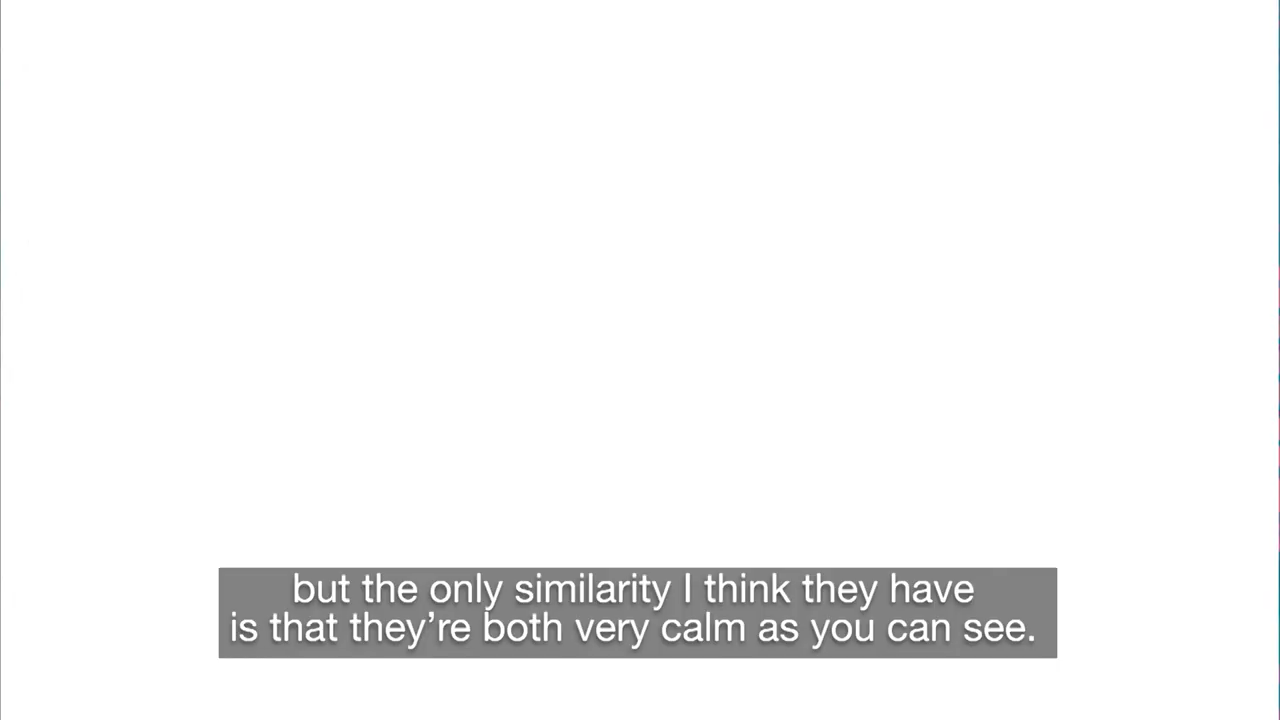 but the only similarity I think they have
is that they’re both very calm as you can see.